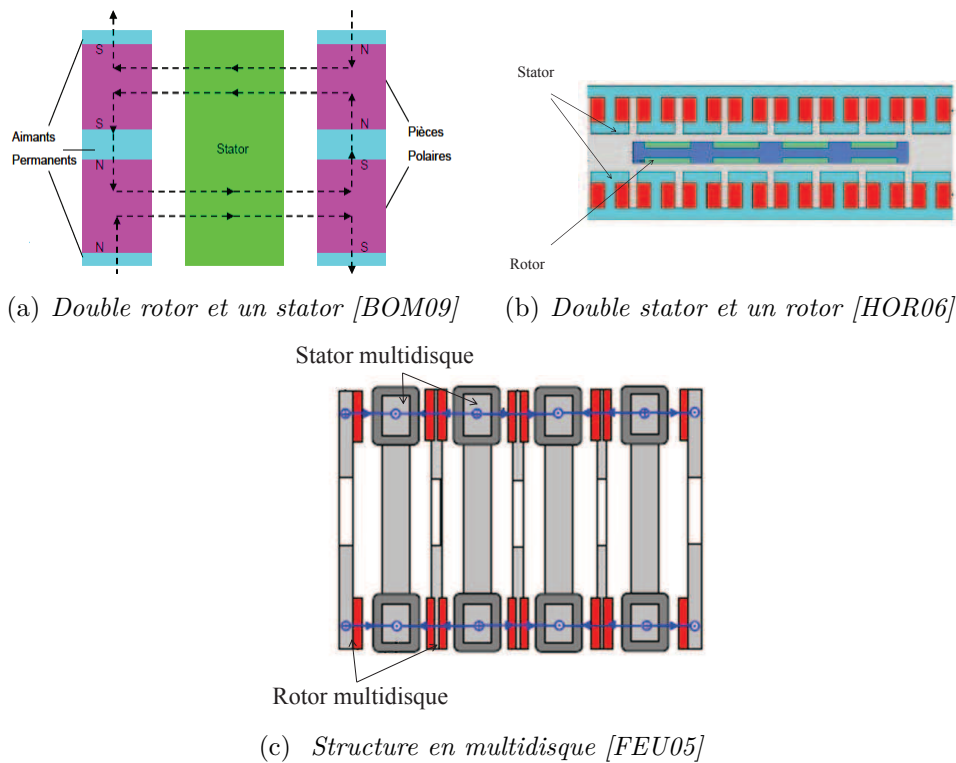 S
N
S
N
Aimants
Permanents
Stator
Pièces
Polaires
N
S
N
S
Stator
Rotor
(a) Double rotor et un stator [BOM09]
(b) Double stator et un rotor [HOR06]
Stator multidisque
Rotor multidisque
(c) Structure en multidisque [FEU05]